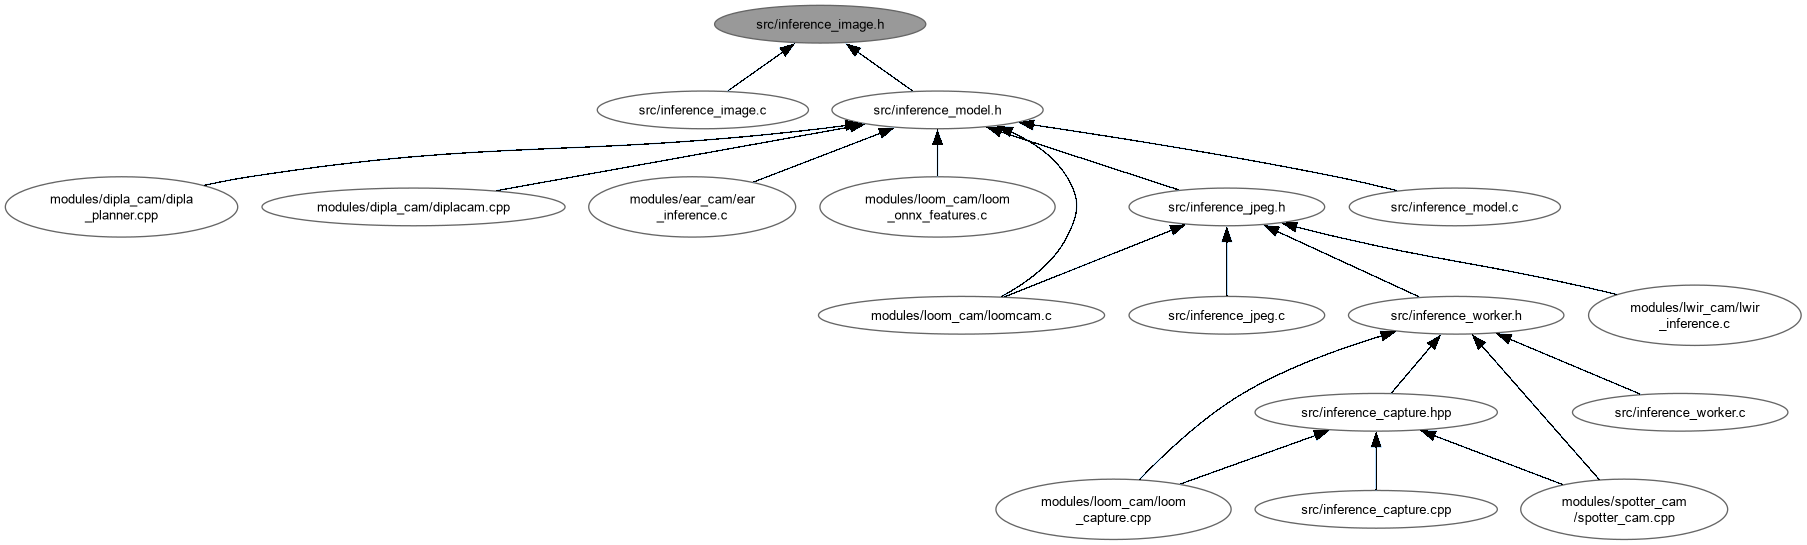 src/inference_image.h
src/inference_image.c
src/inference_model.h
modules/dipla_cam/dipla
_planner.cpp
modules/dipla_cam/diplacam.cpp
modules/ear_cam/ear
_inference.c
modules/loom_cam/loom
_onnx_features.c
src/inference_jpeg.h
src/inference_model.c
modules/loom_cam/loomcam.c
src/inference_jpeg.c
src/inference_worker.h
modules/lwir_cam/lwir
_inference.c
src/inference_capture.hpp
src/inference_worker.c
modules/loom_cam/loom
_capture.cpp
src/inference_capture.cpp
modules/spotter_cam
/spotter_cam.cpp